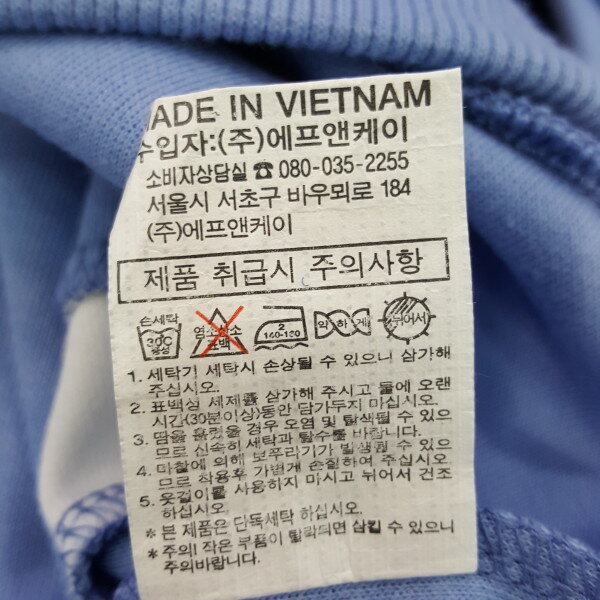 MADE IN VIETNAM
수입자:(주)에프앤케이
소비자상담실 ☎ 080-035-2255
서울시 서초구 바우뫼로 184
(주)에프앤케이
제품 취급시 주의사항
손세탁 30℃ 중성 염소산소 표백 2 140-160 약하게 뉘어서
1. 세탁기 세탁시 손상될 수 있으니 삼가해
주십시오.
2. 표백성 세제를 삼가해 주시고 물에 오랜
시간(30분이상)동안 담가두지 마십시오.
3. 땀을 흘렸을 경우 오염 및 탈색될 수 있으
므로 신속히 세탁과 탈수를 바랍니다.
4. 마찰에 의해 보푸라기가 발생될 수 있으
므로 착용후 가볍게 손질하여 주십시오.
5. 옷걸이를 사용하지 마시고 뉘어서 건조
하십시오.
* 본 제품은 단독세탁 하십시오.
* 주의! 작은 부품이 탈락되면 삼킬 수 있으니
주의바랍니다.